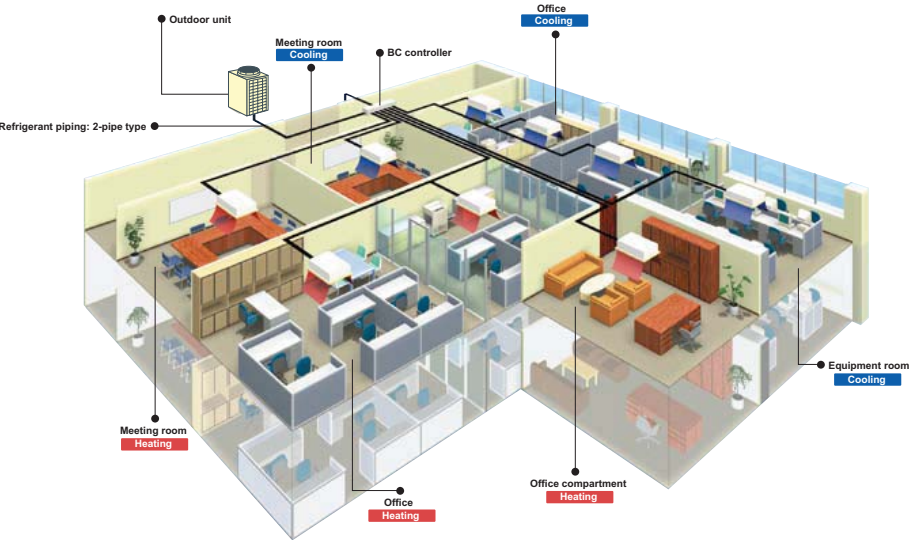 Office
Cooling
Outdoor unit
Meeting room
Cooling
BC controller
Refrigerant piping: 2-pipe type
Equipment room
Cooling
Meeting room
Heating
Office compartment
Heating
Office
Heating